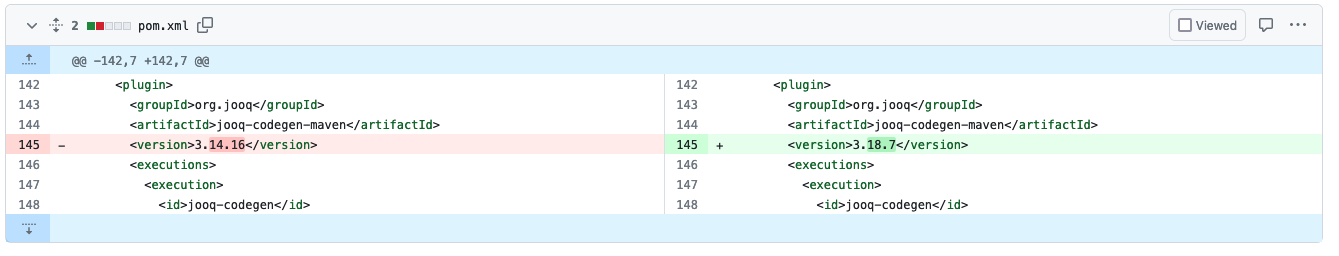 2 pom.xml Viewed
@@ -142,7 +142,7 @@
142 <plugin> 142 <plugin>
143 <groupId>org.jooq</groupId> 143 <groupId>org.jooq</groupId>
144 <artifactId>jooq-codegen-maven</artifactId> 144 <artifactId>jooq-codegen-maven</artifactId>
145 - <version>3.14.16</version> 145 + <version>3.18.7</version>
146 <executions> 146 <executions>
147 <execution> 147 <execution>
148 <id>jooq-codegen</id> 148 <id>jooq-codegen</id>